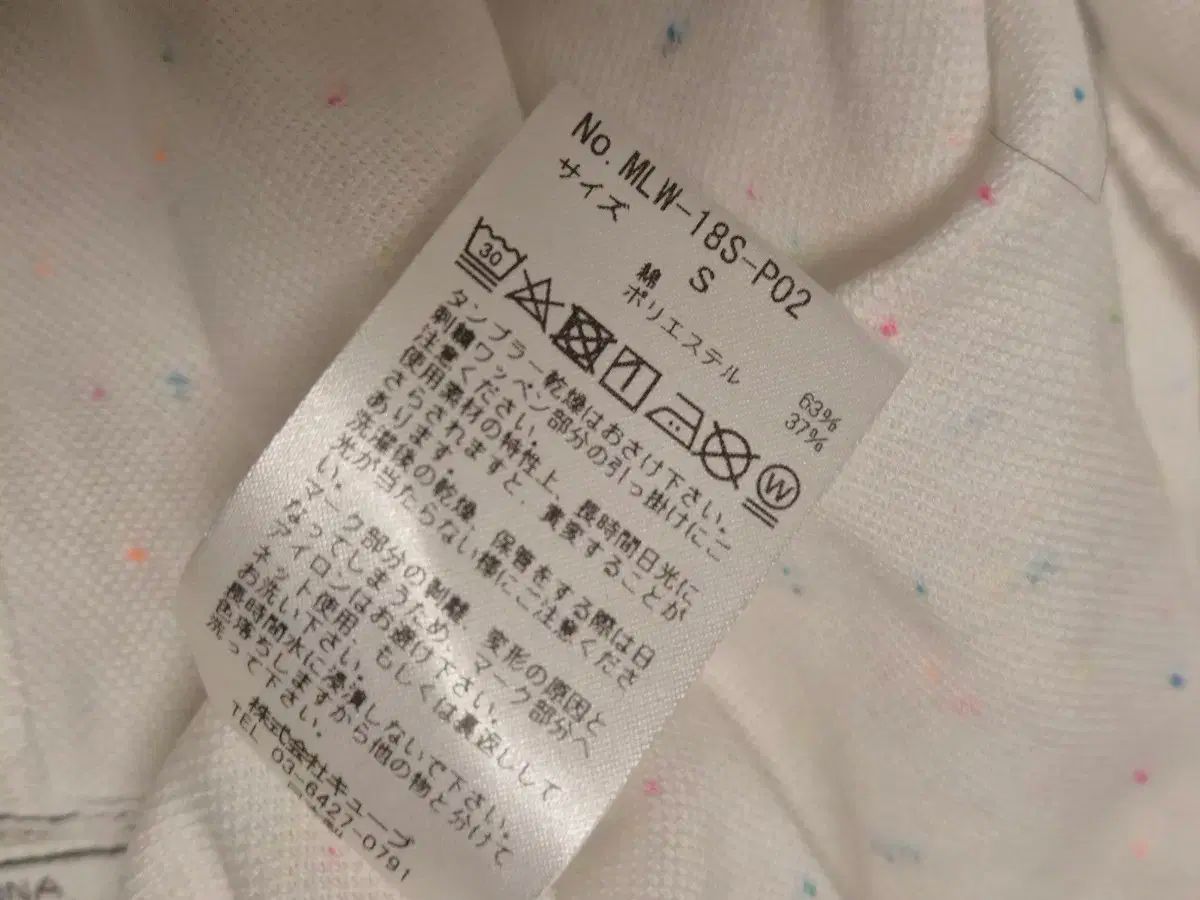 No. MLW-18S-P02
サイズ S
綿 63%
ポリエステル 37%
30
W
タンブラー乾燥はおさけ下さい。
刺繍ワッペン部分の引っ掛けにご
注意ください。
使用素材の特性上、長時間日光に
さらされますと、黄変することが
あります。
洗濯後の乾燥、保管をする際は日
光が当たらない様にご注意くださ
い。
マーク部分の剥離、変形の原因と
なってしまうため、マーク部分へ
アイロンはお避け下さい。
ネット使用、もしくは裏返しして
お洗い下さい。
長時間水に浸漬しないで下さい。
色落ちしますから他の物と分けて
洗って下さい。
株式会社キューブ
TEL 03-6427-0791